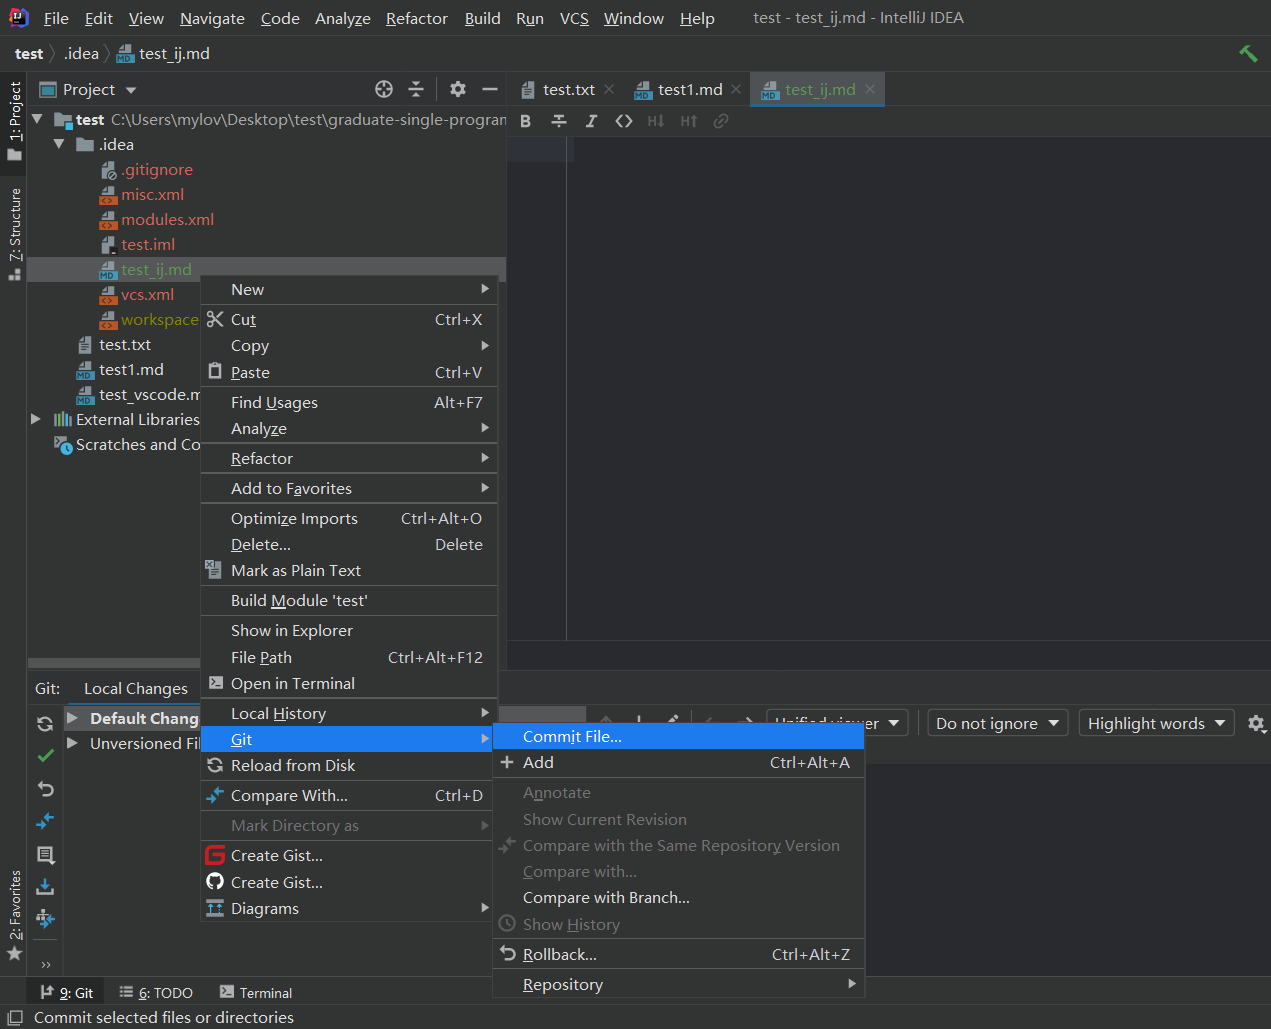 File Edit View Navigate Code Analyze Refactor Build Run VCS Window Help test - test_ij.md - IntelliJ IDEA
test .idea test_ij.md
1: Project
7: Structure
2: Favorites
Project
test C:\Users\mylov\Desktop\test\graduate-single-program
.idea
.gitignore
misc.xml
modules.xml
test.iml
test_ij.md
vcs.xml
workspace
test.txt
test1.md
test_vscode.m
External Libraries
Scratches and Co
test.txt test1.md test_ij.md
B I <> H↓ H↑
New
Cut Ctrl+X
Copy
Paste Ctrl+V
Find Usages Alt+F7
Analyze
Refactor
Add to Favorites
Optimize Imports Ctrl+Alt+O
Delete... Delete
Mark as Plain Text
Build Module 'test'
Show in Explorer
File Path Ctrl+Alt+F12
Open in Terminal
Local History
Git
Reload from Disk
Compare With... Ctrl+D
Mark Directory as
Create Gist...
Create Gist...
Diagrams
Git: Local Changes
Default Chang
Unversioned Fil
Unified viewer Do not ignore Highlight words
Commit File...
Add Ctrl+Alt+A
Annotate
Show Current Revision
Compare with the Same Repository Version
Compare with...
Compare with Branch...
Show History
Rollback... Ctrl+Alt+Z
Repository
9: Git 6: TODO Terminal
Commit selected files or directories